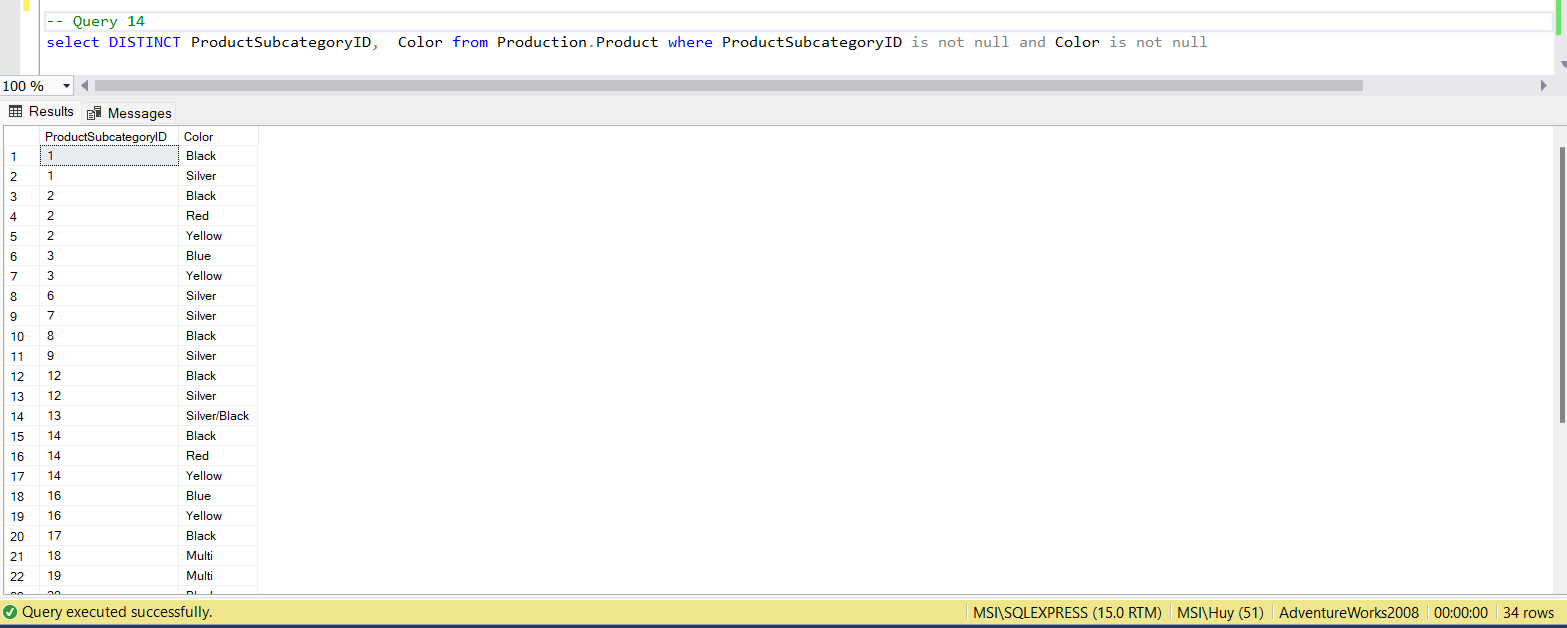 -- Query 14
select DISTINCT ProductSubcategoryID,  Color from Production.Product where ProductSubcategoryID is not null and Color is not null
100 %
Results Messages
ProductSubcategoryID Color
1 1 Black
2 1 Silver
3 2 Black
4 2 Red
5 2 Yellow
6 3 Blue
7 3 Yellow
8 6 Silver
9 7 Silver
10 8 Black
11 9 Silver
12 12 Black
13 12 Silver
14 13 Silver/Black
15 14 Black
16 14 Red
17 14 Yellow
18 16 Blue
19 16 Yellow
20 17 Black
21 18 Multi
22 19 Multi
Query executed successfully. MSI\SQLEXPRESS (15.0 RTM) MSI\Huy (51) AdventureWorks2008 00:00:00 34 rows